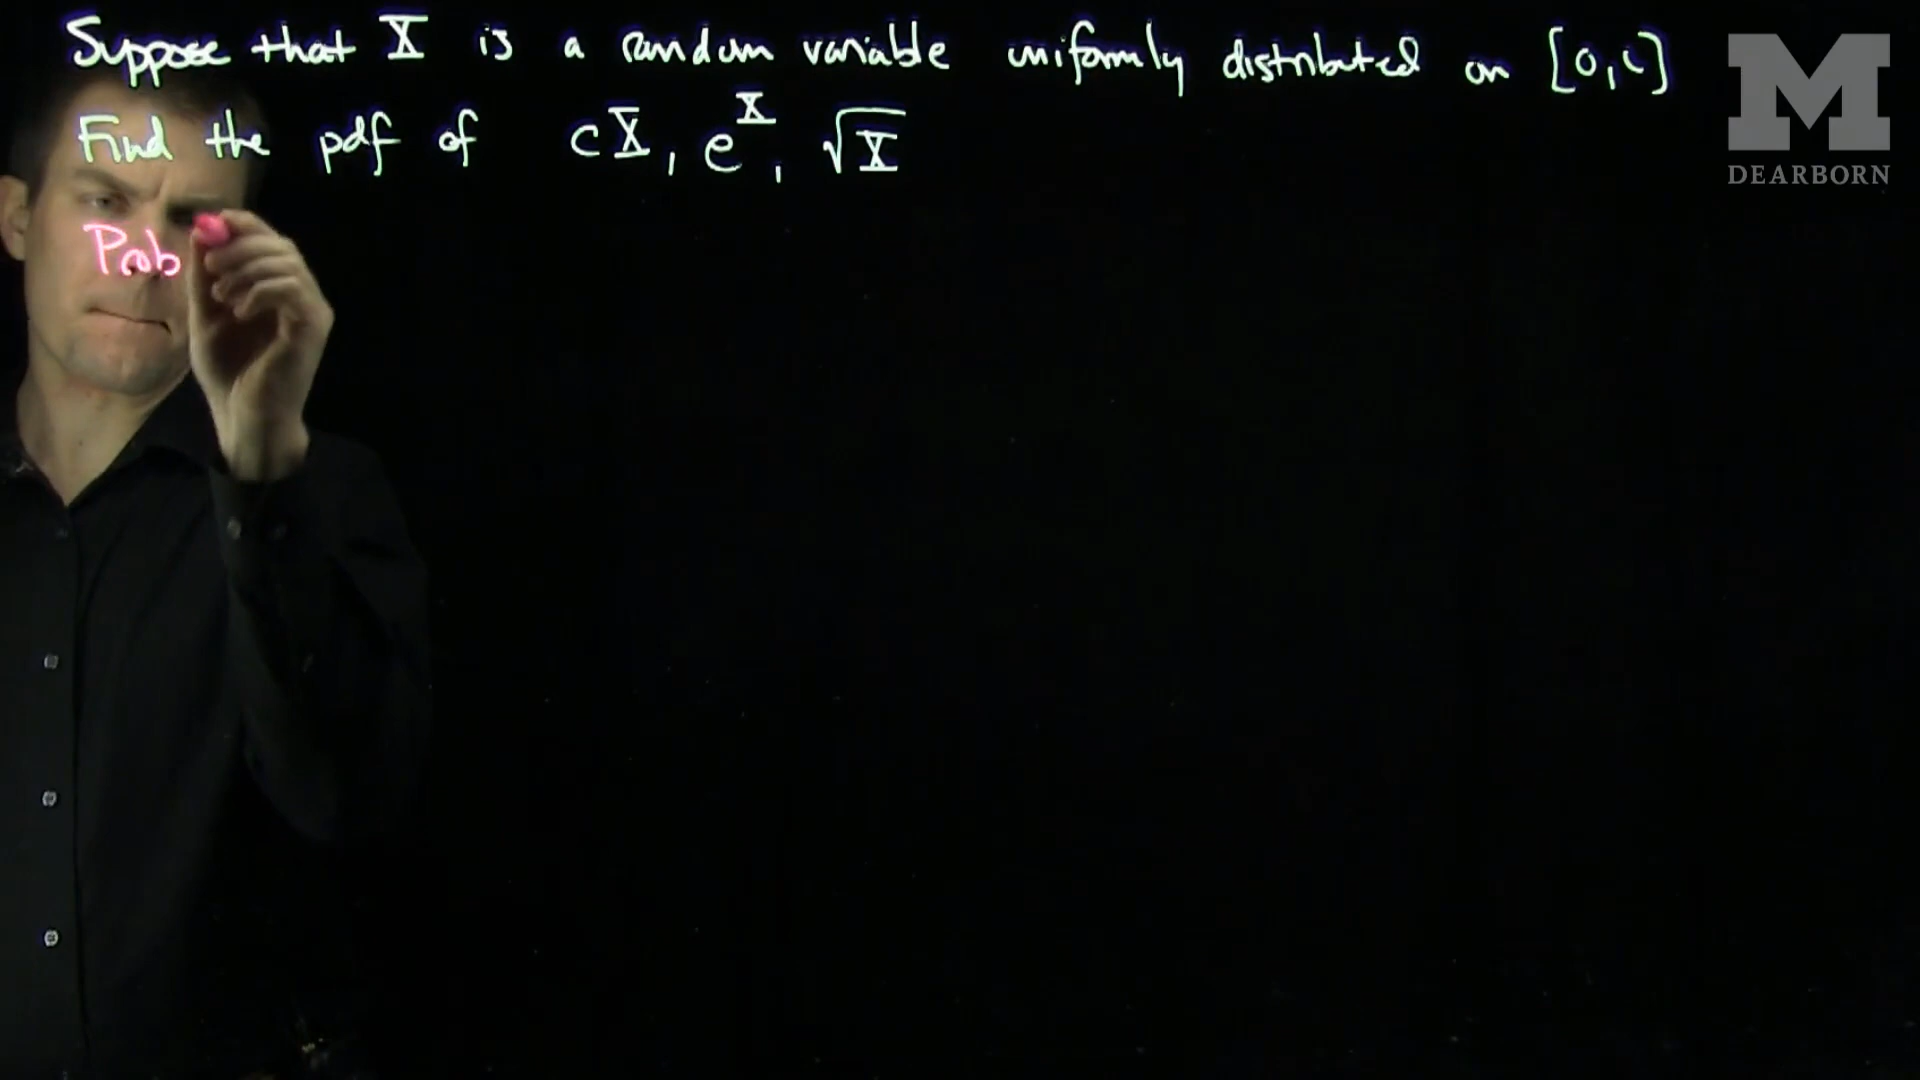 Suppose that X is a random variable uniformly distributed on [0, c]
Find the pdf of cX, e^X, √X
Prob
M
DEARBORN